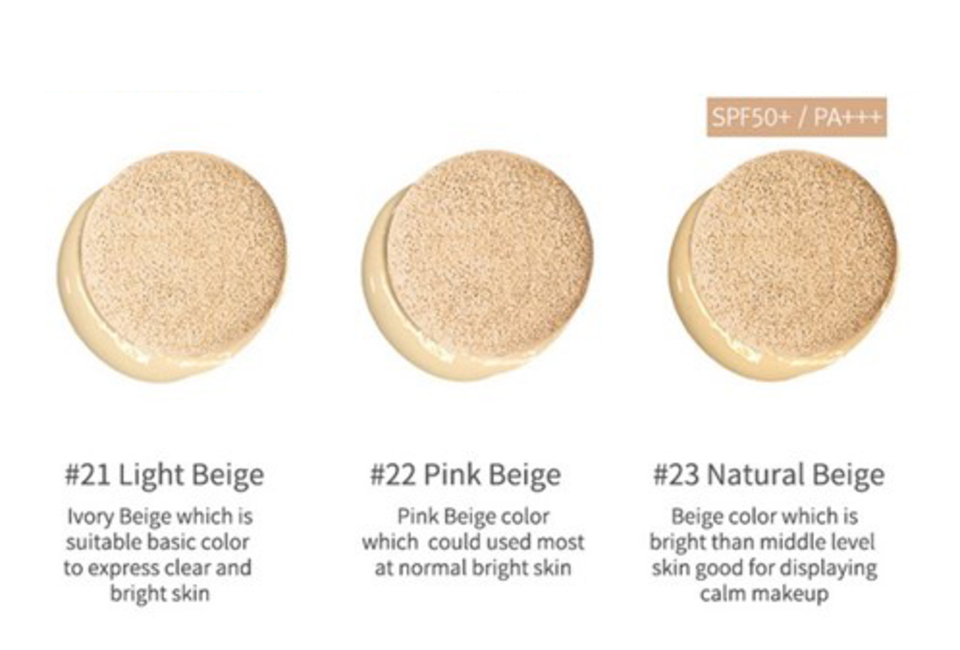 SPF50+ / PA+++
#21 Light Beige
Ivory Beige which is
suitable basic color
to express clear and
bright skin
#22 Pink Beige
Pink Beige color
which could used most
at normal bright skin
#23 Natural Beige
Beige color which is
bright than middle level
skin good for displaying
calm makeup